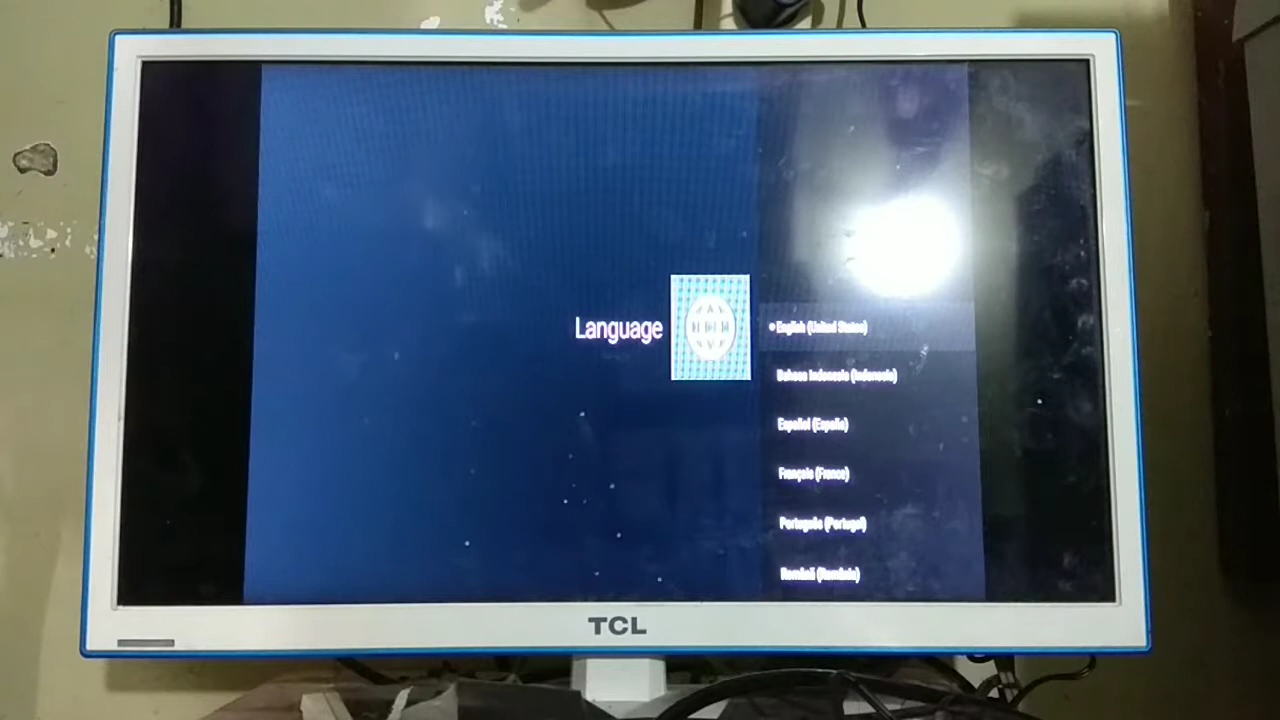 Language
English (United States)
Bahasa Indonesia (Indonesia)
Español (España)
Français (France)
Português (Portugal)
Română (România)
TCL